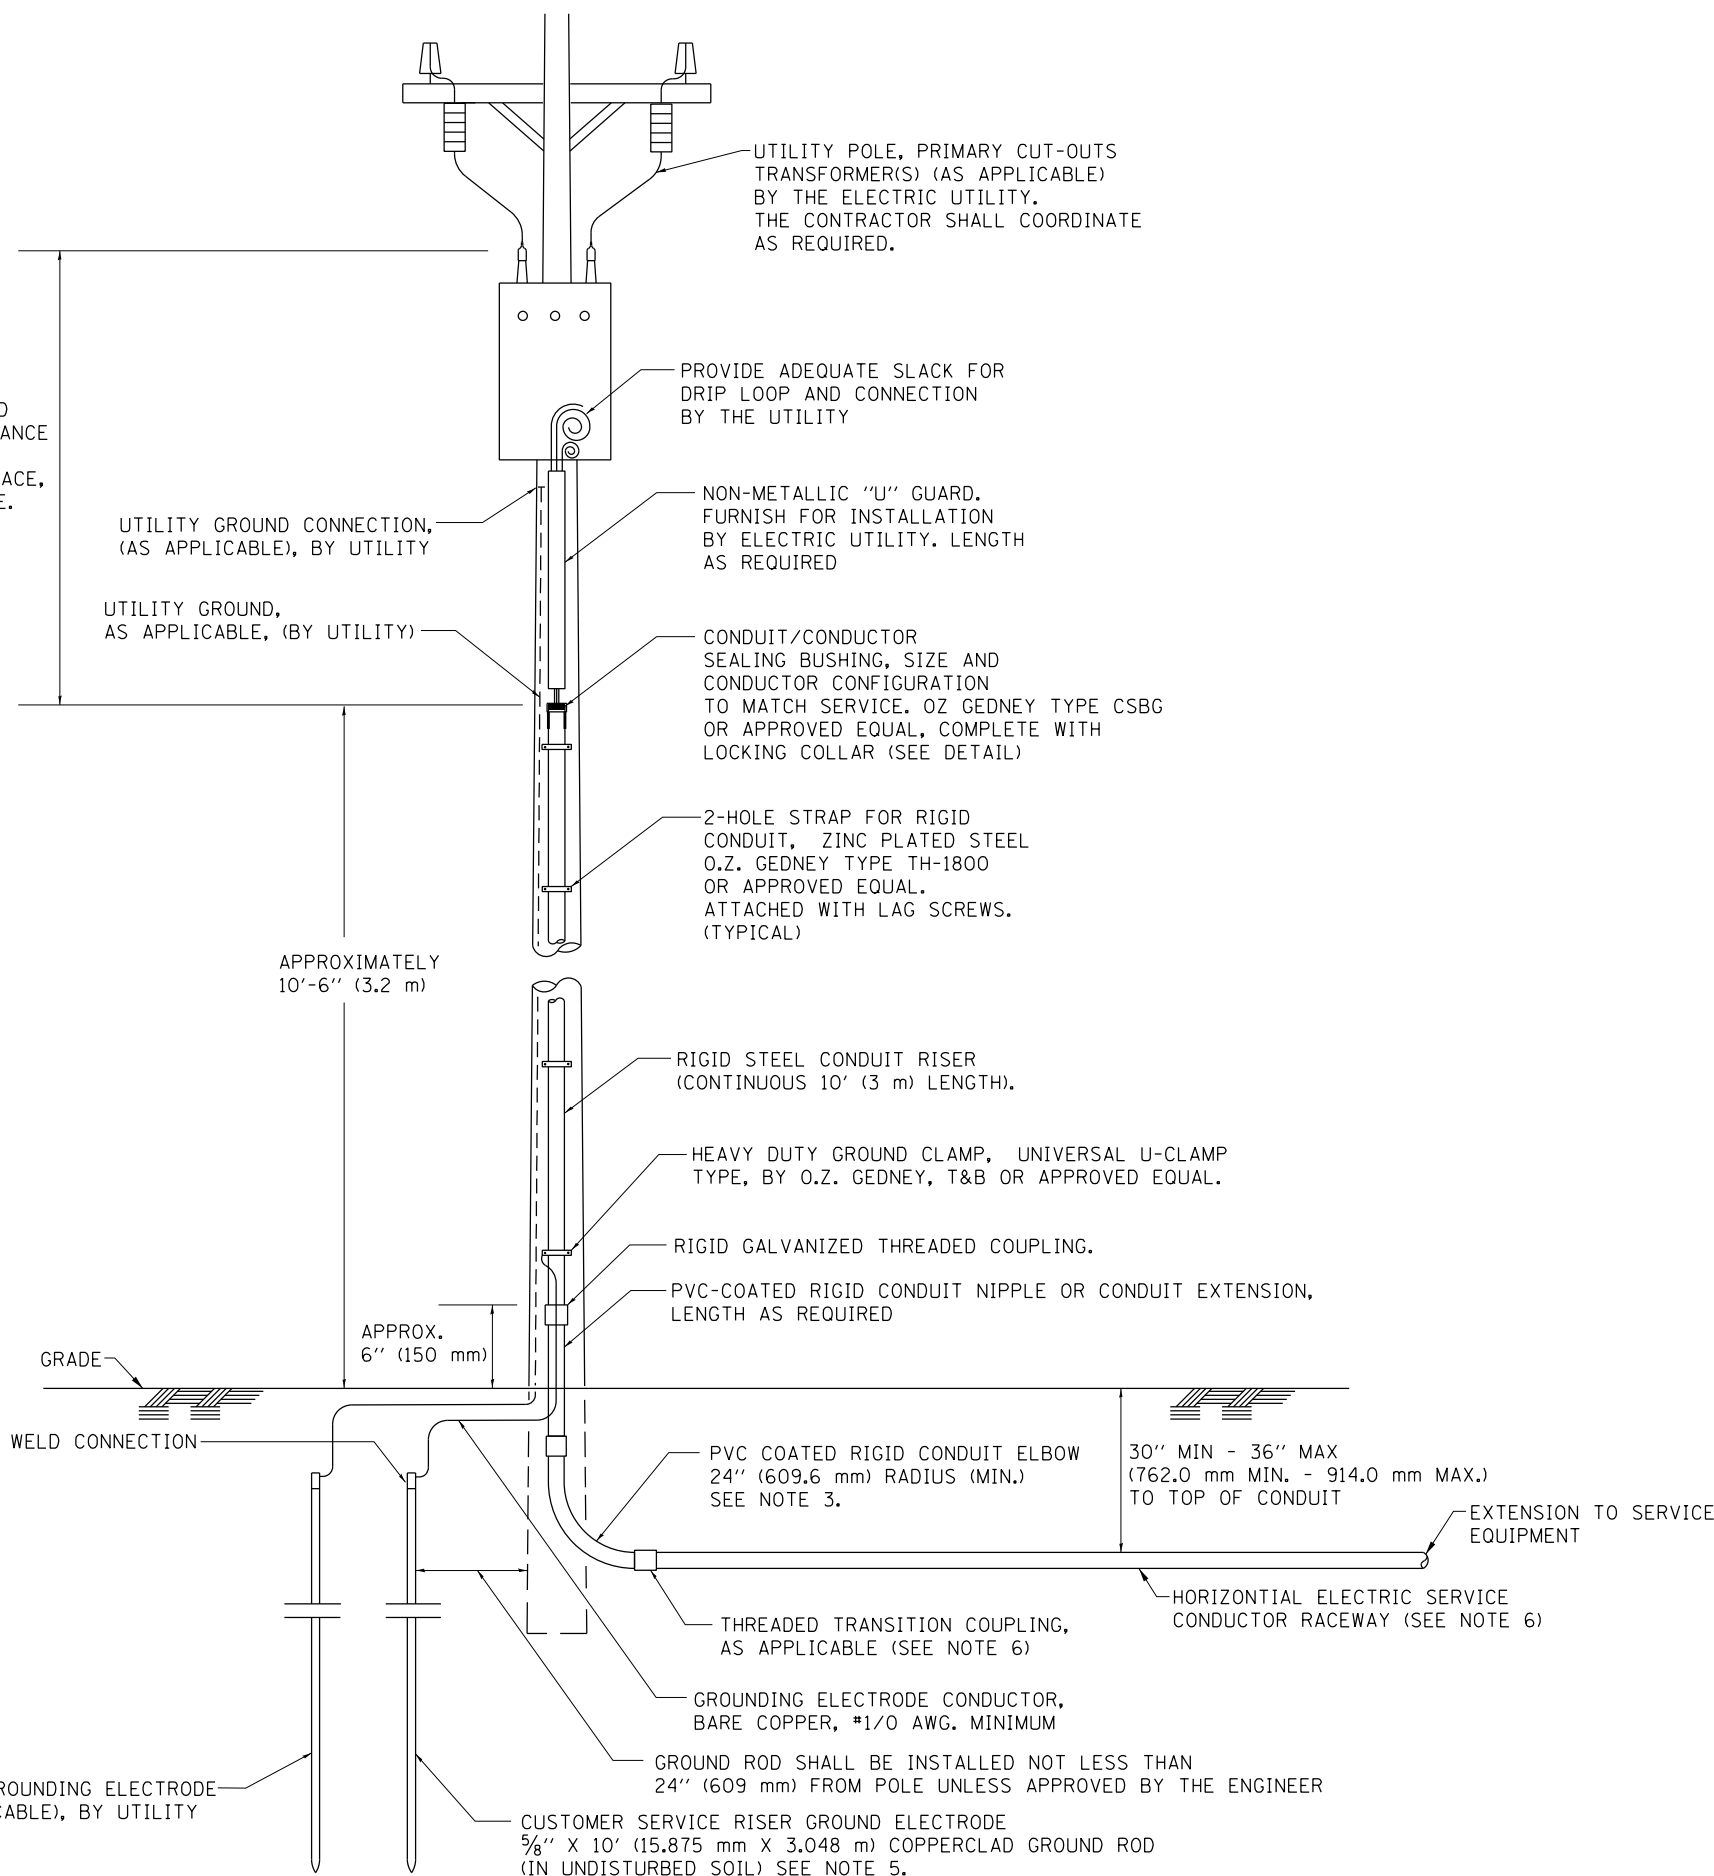 UTILITY POLE, PRIMARY CUT-OUTS
TRANSFORMER(S) (AS APPLICABLE)
BY THE ELECTRIC UTILITY.
THE CONTRACTOR SHALL COORDINATE
AS REQUIRED.
PROVIDE ADEQUATE SLACK FOR
DRIP LOOP AND CONNECTION
BY THE UTILITY
D
ANCE
ACE,
E.
NON-METALLIC "U" GUARD.
FURNISH FOR INSTALLATION
BY ELECTRIC UTILITY. LENGTH
AS REQUIRED
UTILITY GROUND CONNECTION,
(AS APPLICABLE), BY UTILITY
UTILITY GROUND,
AS APPLICABLE, (BY UTILITY)
CONDUIT/CONDUCTOR
SEALING BUSHING, SIZE AND
CONDUCTOR CONFIGURATION
TO MATCH SERVICE. OZ GEDNEY TYPE CSBG
OR APPROVED EQUAL, COMPLETE WITH
LOCKING COLLAR (SEE DETAIL)
2-HOLE STRAP FOR RIGID
CONDUIT, ZINC PLATED STEEL
O.Z. GEDNEY TYPE TH-1800
OR APPROVED EQUAL.
ATTACHED WITH LAG SCREWS.
(TYPICAL)
APPROXIMATELY
10'-6'' (3.2 m)
RIGID STEEL CONDUIT RISER
(CONTINUOUS 10' (3 m) LENGTH).
HEAVY DUTY GROUND CLAMP, UNIVERSAL U-CLAMP
TYPE, BY O.Z. GEDNEY, T&B OR APPROVED EQUAL.
RIGID GALVANIZED THREADED COUPLING.
PVC-COATED RIGID CONDUIT NIPPLE OR CONDUIT EXTENSION,
LENGTH AS REQUIRED
APPROX.
6'' (150 mm)
GRADE
WELD CONNECTION
PVC COATED RIGID CONDUIT ELBOW
24'' (609.6 mm) RADIUS (MIN.)
SEE NOTE 3.
30'' MIN - 36'' MAX
(762.0 mm MIN. - 914.0 mm MAX.)
TO TOP OF CONDUIT
EXTENSION TO SERVICE
EQUIPMENT
HORIZONTIAL ELECTRIC SERVICE
CONDUCTOR RACEWAY (SEE NOTE 6)
THREADED TRANSITION COUPLING,
AS APPLICABLE (SEE NOTE 6)
GROUNDING ELECTRODE CONDUCTOR,
BARE COPPER, #1/0 AWG. MINIMUM
GROUND ROD SHALL BE INSTALLED NOT LESS THAN
24'' (609 mm) FROM POLE UNLESS APPROVED BY THE ENGINEER
ROUNDING ELECTRODE
CABLE), BY UTILITY
CUSTOMER SERVICE RISER GROUND ELECTRODE
5/8'' X 10' (15.875 mm X 3.048 m) COPPERCLAD GROUND ROD
(IN UNDISTURBED SOIL) SEE NOTE 5.